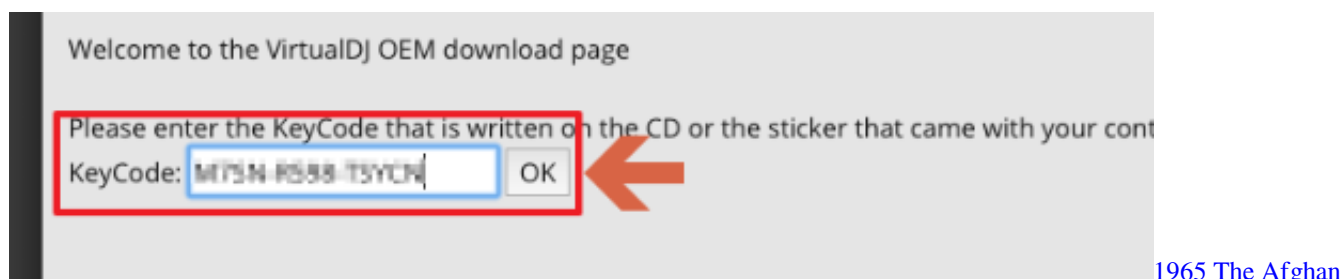 Welcome to the VirtualDJ OEM download page
Please enter the KeyCode that is written on the CD or the sticker that came with your cont
KeyCode: OK
1965 The Afghan